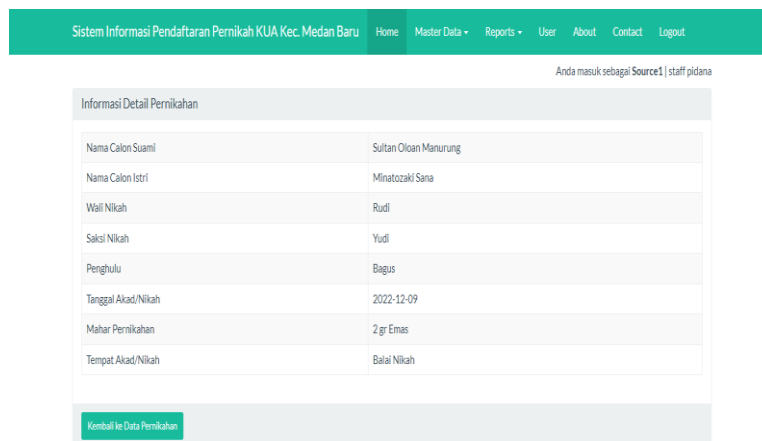 Sistem Informasi Pendaftaran Pernikah KUA Kec. Medan Baru Home Master Data Reports User About Contact Logout
Anda masuk sebagai Source1 | staff pidana
Informasi Detail Pernikahan
Nama Calon Suami Sultan Oloan Manurung
Nama Calon Istri Minatozaki Sana
Wali Nikah Rudi
Saksi Nikah Yudi
Penghulu Bagus
Tanggal Akad/Nikah 2022-12-09
Mahar Pernikahan 2 gr Emas
Tempat Akad/Nikah Balai Nikah
Kembali ke Data Pernikahan